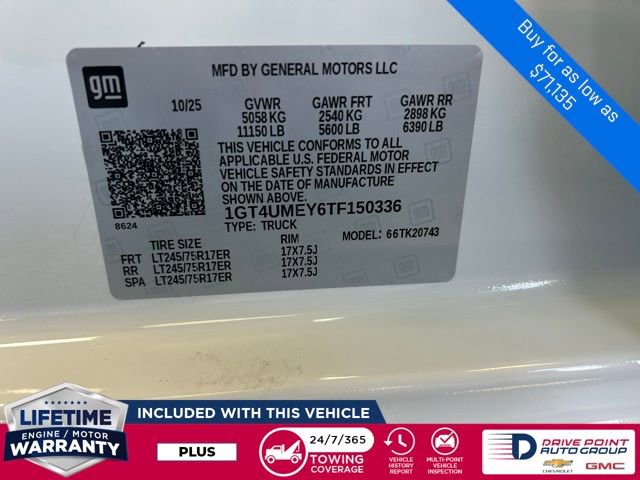 gm
MFD BY GENERAL MOTORS LLC
10/25 GVWR GAWR FRT GAWR RR
5058 KG 2540 KG 2898 KG
11150 LB 5600 LB 6390 LB
THIS VEHICLE CONFORMS TO ALL
APPLICABLE U.S. FEDERAL MOTOR
VEHICLE SAFETY STANDARDS IN EFFECT
ON THE DATE OF MANUFACTURE
SHOWN ABOVE.
8624
1GT4UMEY6TF150336
TYPE: TRUCK MODEL: 66TK20743
TIRE SIZE RIM
FRT LT245/75R17ER 17X7.5J
RR LT245/75R17ER 17X7.5J
SPA LT245/75R17ER 17X7.5J
Buy for as low as
$71,135
LIFETIME
ENGINE / MOTOR
WARRANTY
INCLUDED WITH THIS VEHICLE
PLUS
24/7/365
TOWING
COVERAGE
VEHICLE
HISTORY
REPORT
MULTI-POINT
VEHICLE
INSPECTION
DRIVE POINT
AUTO GROUP
CHEVROLET GMC